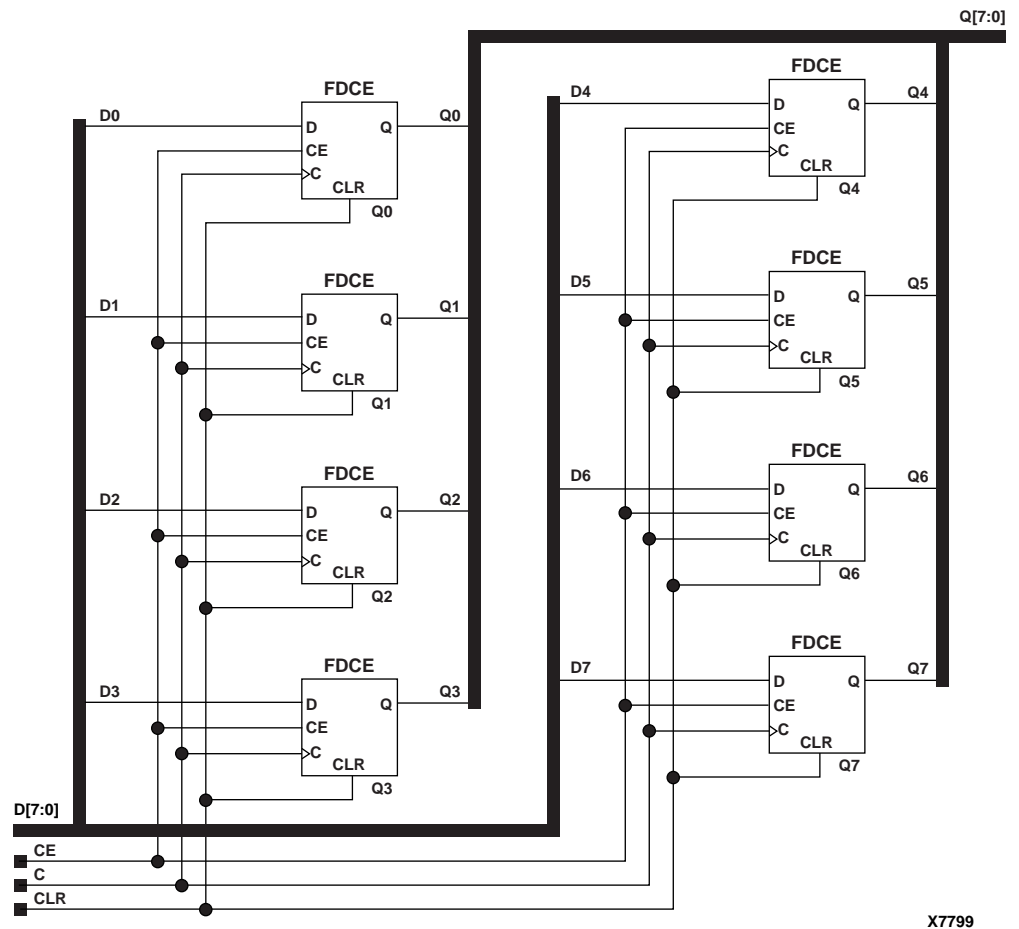 Q[7:0]
FDCE
D0
D
Q
Q0
CE
C
CLR
Q0
FDCE
D1
D
Q
Q1
CE
C
CLR
Q1
FDCE
D2
D
Q
Q2
CE
C
CLR
Q2
FDCE
D3
D
Q
Q3
CE
C
CLR
Q3
FDCE
D4
D
Q
Q4
CE
C
CLR
Q4
FDCE
D5
D
Q
Q5
CE
C
CLR
Q5
FDCE
D6
D
Q
Q6
CE
C
CLR
Q6
FDCE
D7
D
Q
Q7
CE
C
CLR
Q7
D[7:0]
CE
C
CLR
X7799